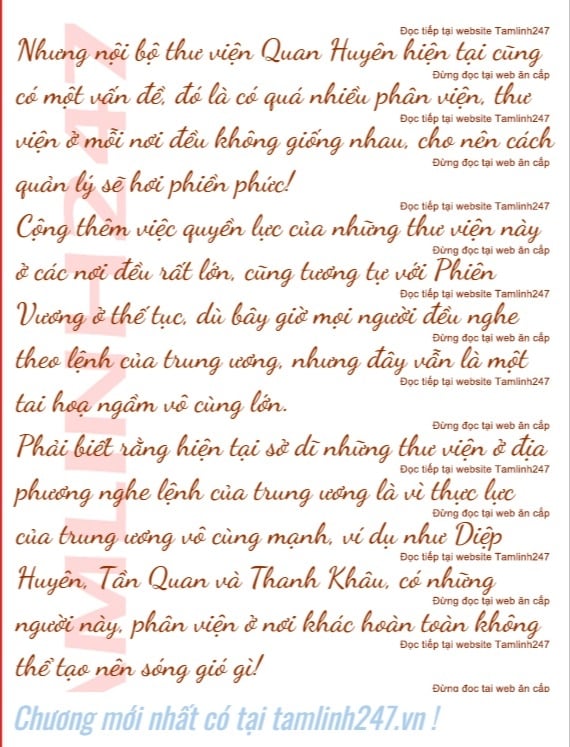 Đọc tiếp tại website Tamlinh247
Nhưng nội bộ thư viện Quan Huyên hiện tại cũng
Đừng đọc tại web ăn cắp
có một vấn đề, đó là có quá nhiều phân viện, thư
Đọc tiếp tại website Tamlinh247
viện ở mỗi nơi đều không giống nhau, cho nên cách
Đừng đọc tại web ăn cắp
quản lý sẽ hơi phiền phức!
Đọc tiếp tại website Tamlinh247
Cộng thêm việc quyền lực của những thư viện này
Đừng đọc tại web ăn cắp
ở các nơi đều rất lớn, cũng tương tự với Phiên
Đọc tiếp tại website Tamlinh247
Vương ở thế tục, dù bây giờ mọi người đều nghe
Đừng đọc tại web ăn cắp
theo lệnh của trung ương, nhưng đây vẫn là một
Đọc tiếp tại website Tamlinh247
tai hoạ ngầm vô cùng lớn.
Đừng đọc tại web ăn cắp
Phải biết rằng hiện tại sở dĩ những thư viện ở địa
Đọc tiếp tại website Tamlinh247
phương nghe lệnh của trung ương là vì thực lực
Đừng đọc tại web ăn cắp
của trung ương vô cùng mạnh, ví dụ như Diệp
Đọc tiếp tại website Tamlinh247
Huyên, Tần Quan và Thanh Khâu, có những
Đừng đọc tại web ăn cắp
người này, phân viện ở nơi khác hoàn toàn không
Đọc tiếp tại website Tamlinh247
thể tạo nên sóng gió gì!
Đừng đọc tại web ăn cắp
Chương mới nhất có tại tamlinh247.vn !
AMLINH247